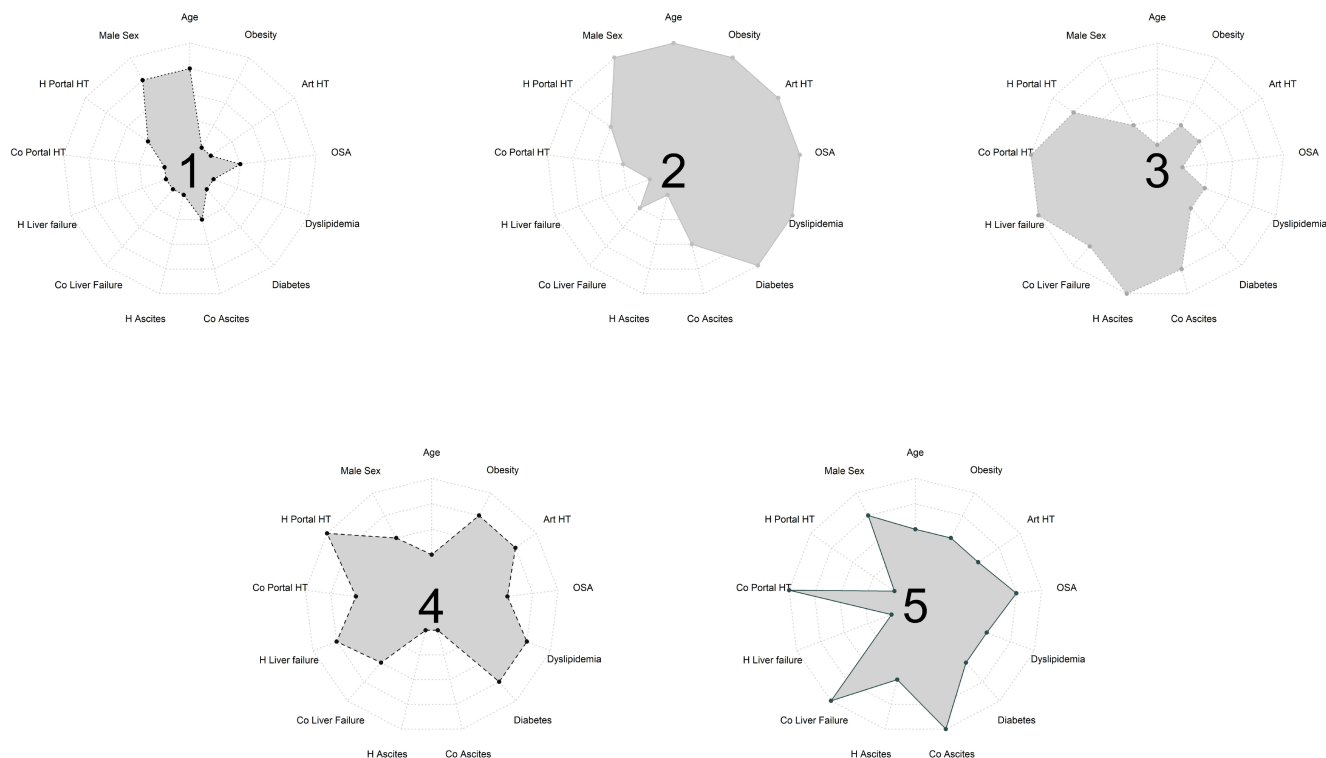 Age
Male Sex
Obesity
H Portal HT
Art HT
Co Portal HT
OSA
1
H Liver failure
Dyslipidemia
Co Liver Failure
Diabetes
H Ascites
Co Ascites
Age
Male Sex
Obesity
H Portal HT
Art HT
Co Portal HT
OSA
2
H Liver failure
Dyslipidemia
Co Liver Failure
Diabetes
H Ascites
Co Ascites
Age
Male Sex
Obesity
H Portal HT
Art HT
Co Portal HT
OSA
3
H Liver failure
Dyslipidemia
Co Liver Failure
Diabetes
H Ascites
Co Ascites
Age
Male Sex
Obesity
H Portal HT
Art HT
Co Portal HT
OSA
4
H Liver failure
Dyslipidemia
Co Liver Failure
Diabetes
H Ascites
Co Ascites
Age
Male Sex
Obesity
H Portal HT
Art HT
Co Portal HT
OSA
5
H Liver failure
Dyslipidemia
Co Liver Failure
Diabetes
H Ascites
Co Ascites